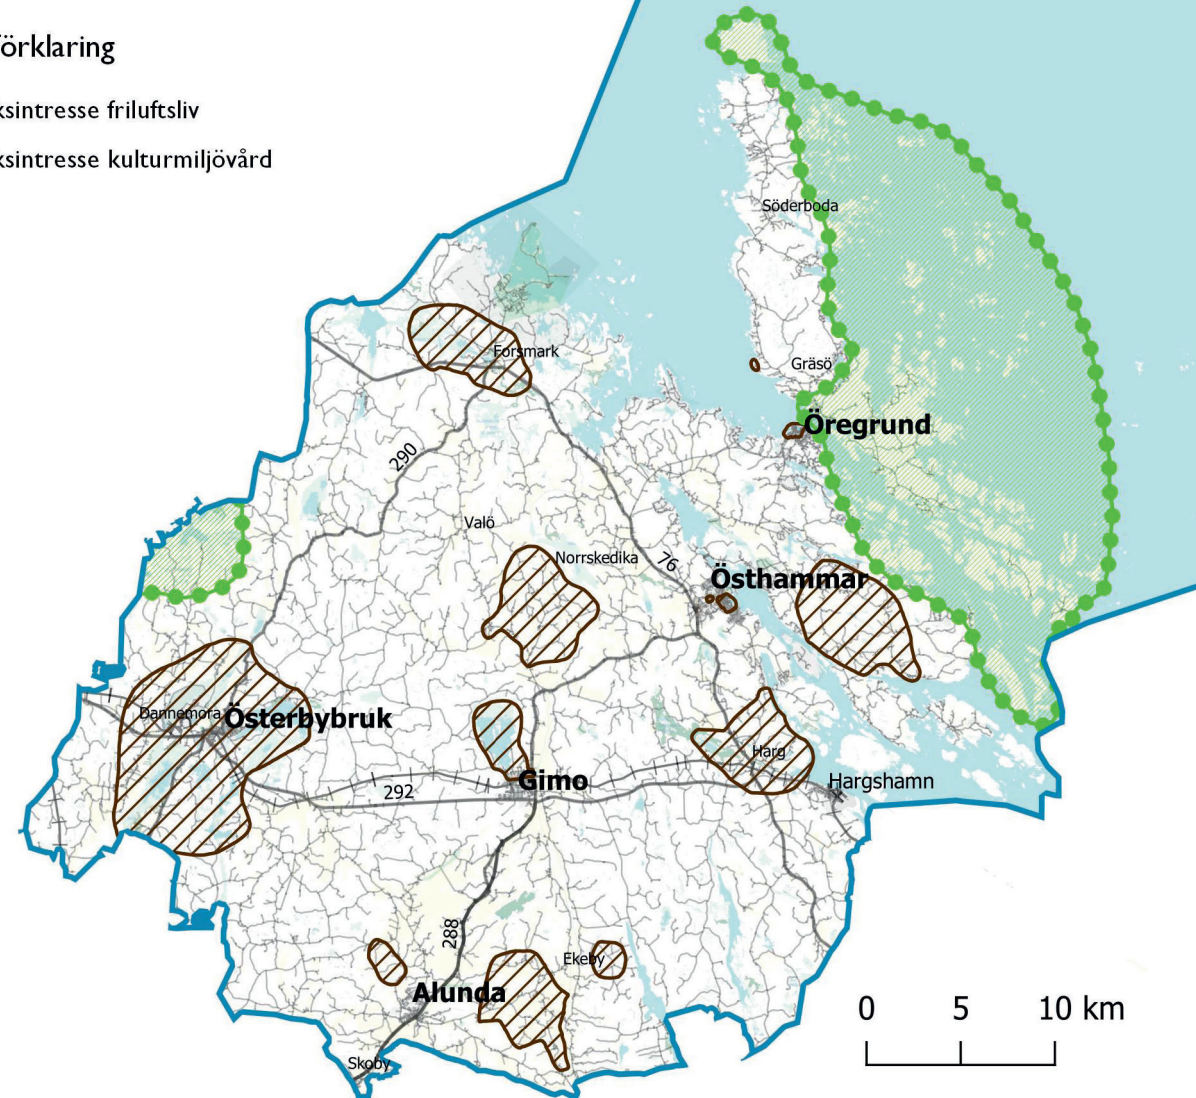 örklaring
ksintresse friluftsliv
ksintresse kulturmiljövård
Söderboda
Forsmark
Gräsö
Öregrund
290
Valö
Norrskedika
76
Östhammar
Dannemora
Österbybruk
Harg
Gimo
Hargshamn
292
288
Ekeby
Alunda
0 5 10 km
Skoby